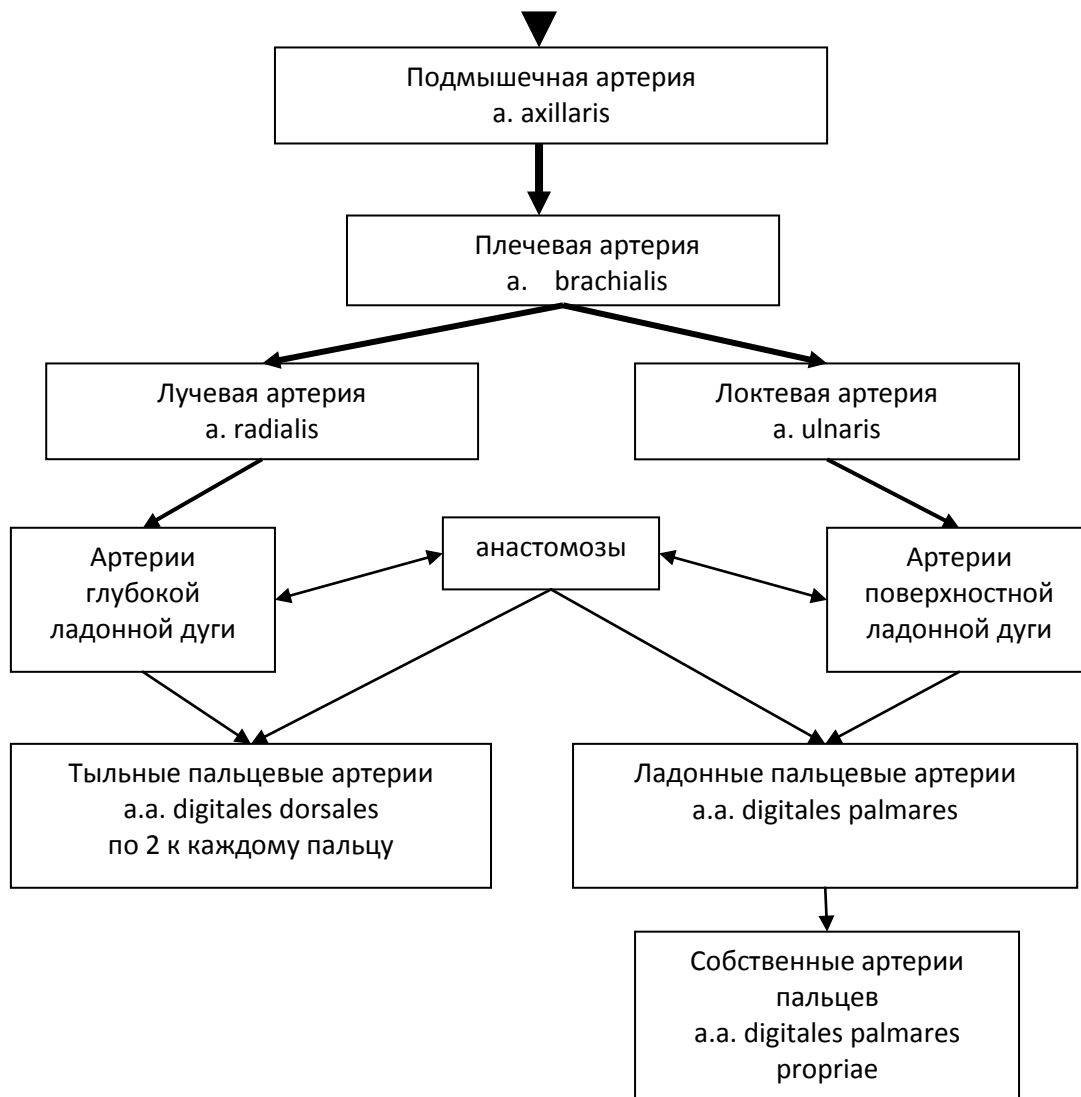 Подмышечная артерия
a. axillaris
Плечевая артерия
a. brachialis
Лучевая артерия
a. radialis
Локтевая артерия
a. ulnaris
Артерии
глубокой
ладонной дуги
анастомозы
Артерии
поверхностной
ладонной дуги
Тыльные пальцевые артерии
a.a. digitales dorsales
по 2 к каждому пальцу
Ладонные пальцевые артерии
a.a. digitales palmares
Собственные артерии
пальцев
a.a. digitales palmares
propriae